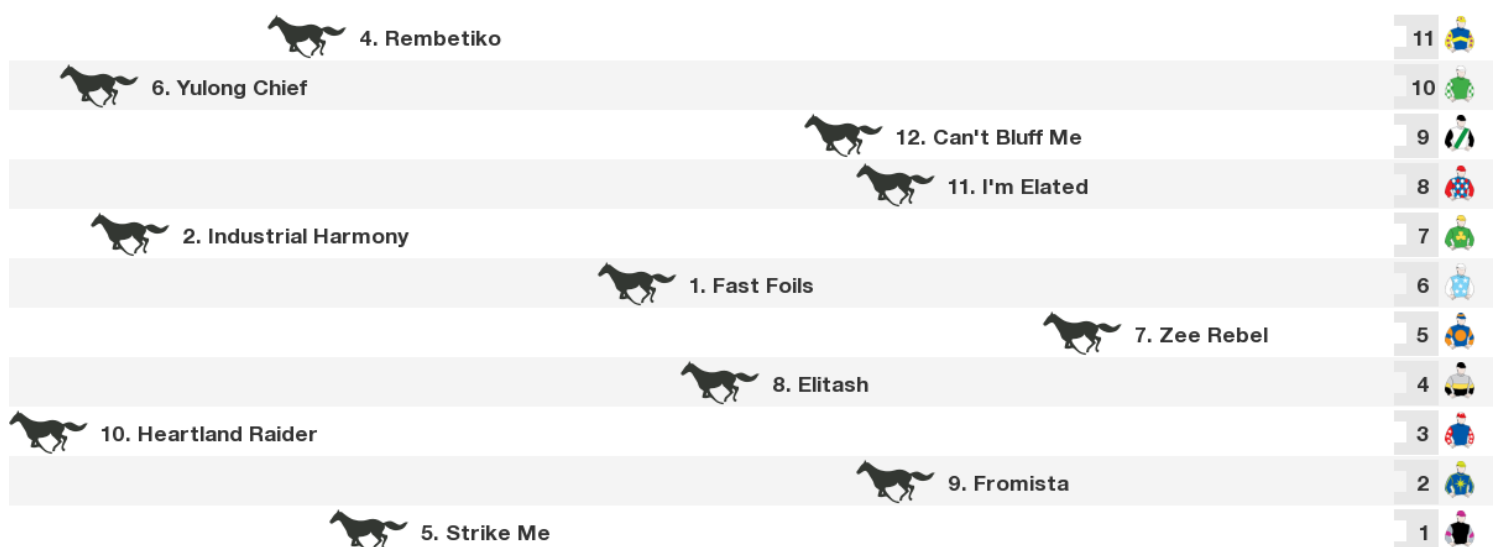 4. Rembetiko 11
6. Yulong Chief 10
12. Can't Bluff Me 9
11. I'm Elated 8
2. Industrial Harmony 7
1. Fast Foils 6
7. Zee Rebel 5
8. Elitash 4
10. Heartland Raider 3
9. Fromista 2
5. Strike Me 1